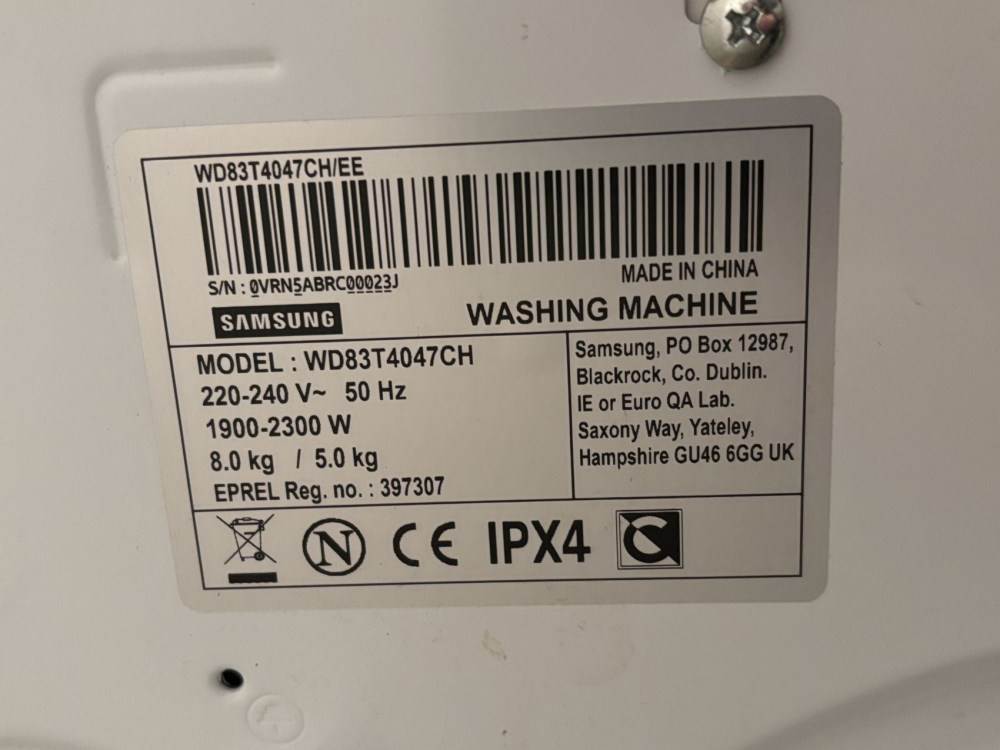 WD83T4047CH/EE
S/N : 0VRN5ABRC00023J
MADE IN CHINA
SAMSUNG
WASHING MACHINE
MODEL : WD83T4047CH
220-240 V~ 50 Hz
1900-2300 W
8.0 kg / 5.0 kg
EPREL Reg. no. : 397307
Samsung, PO Box 12987,
Blackrock, Co. Dublin.
IE or Euro QA Lab.
Saxony Way, Yateley,
Hampshire GU46 6GG UK
N CE IPX4